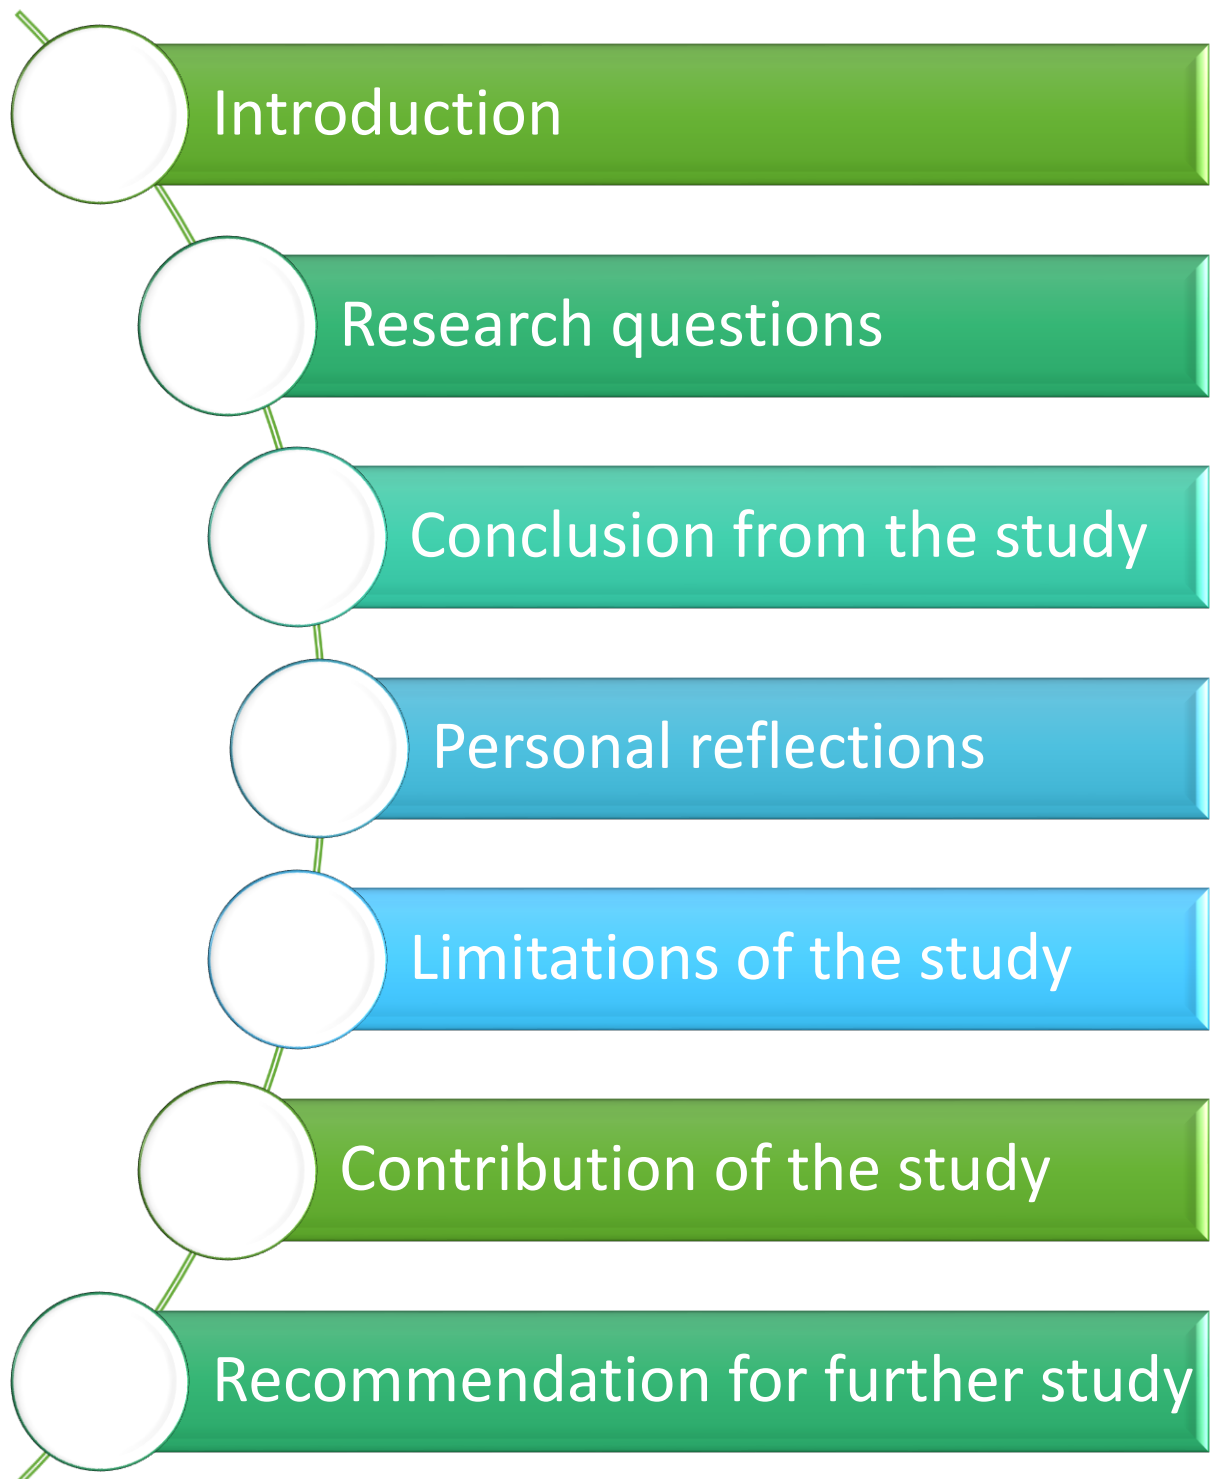 Introduction
Research questions
Conclusion from the study
Personal reflections
Limitations of the study
Contribution of the study
Recommendation for further study